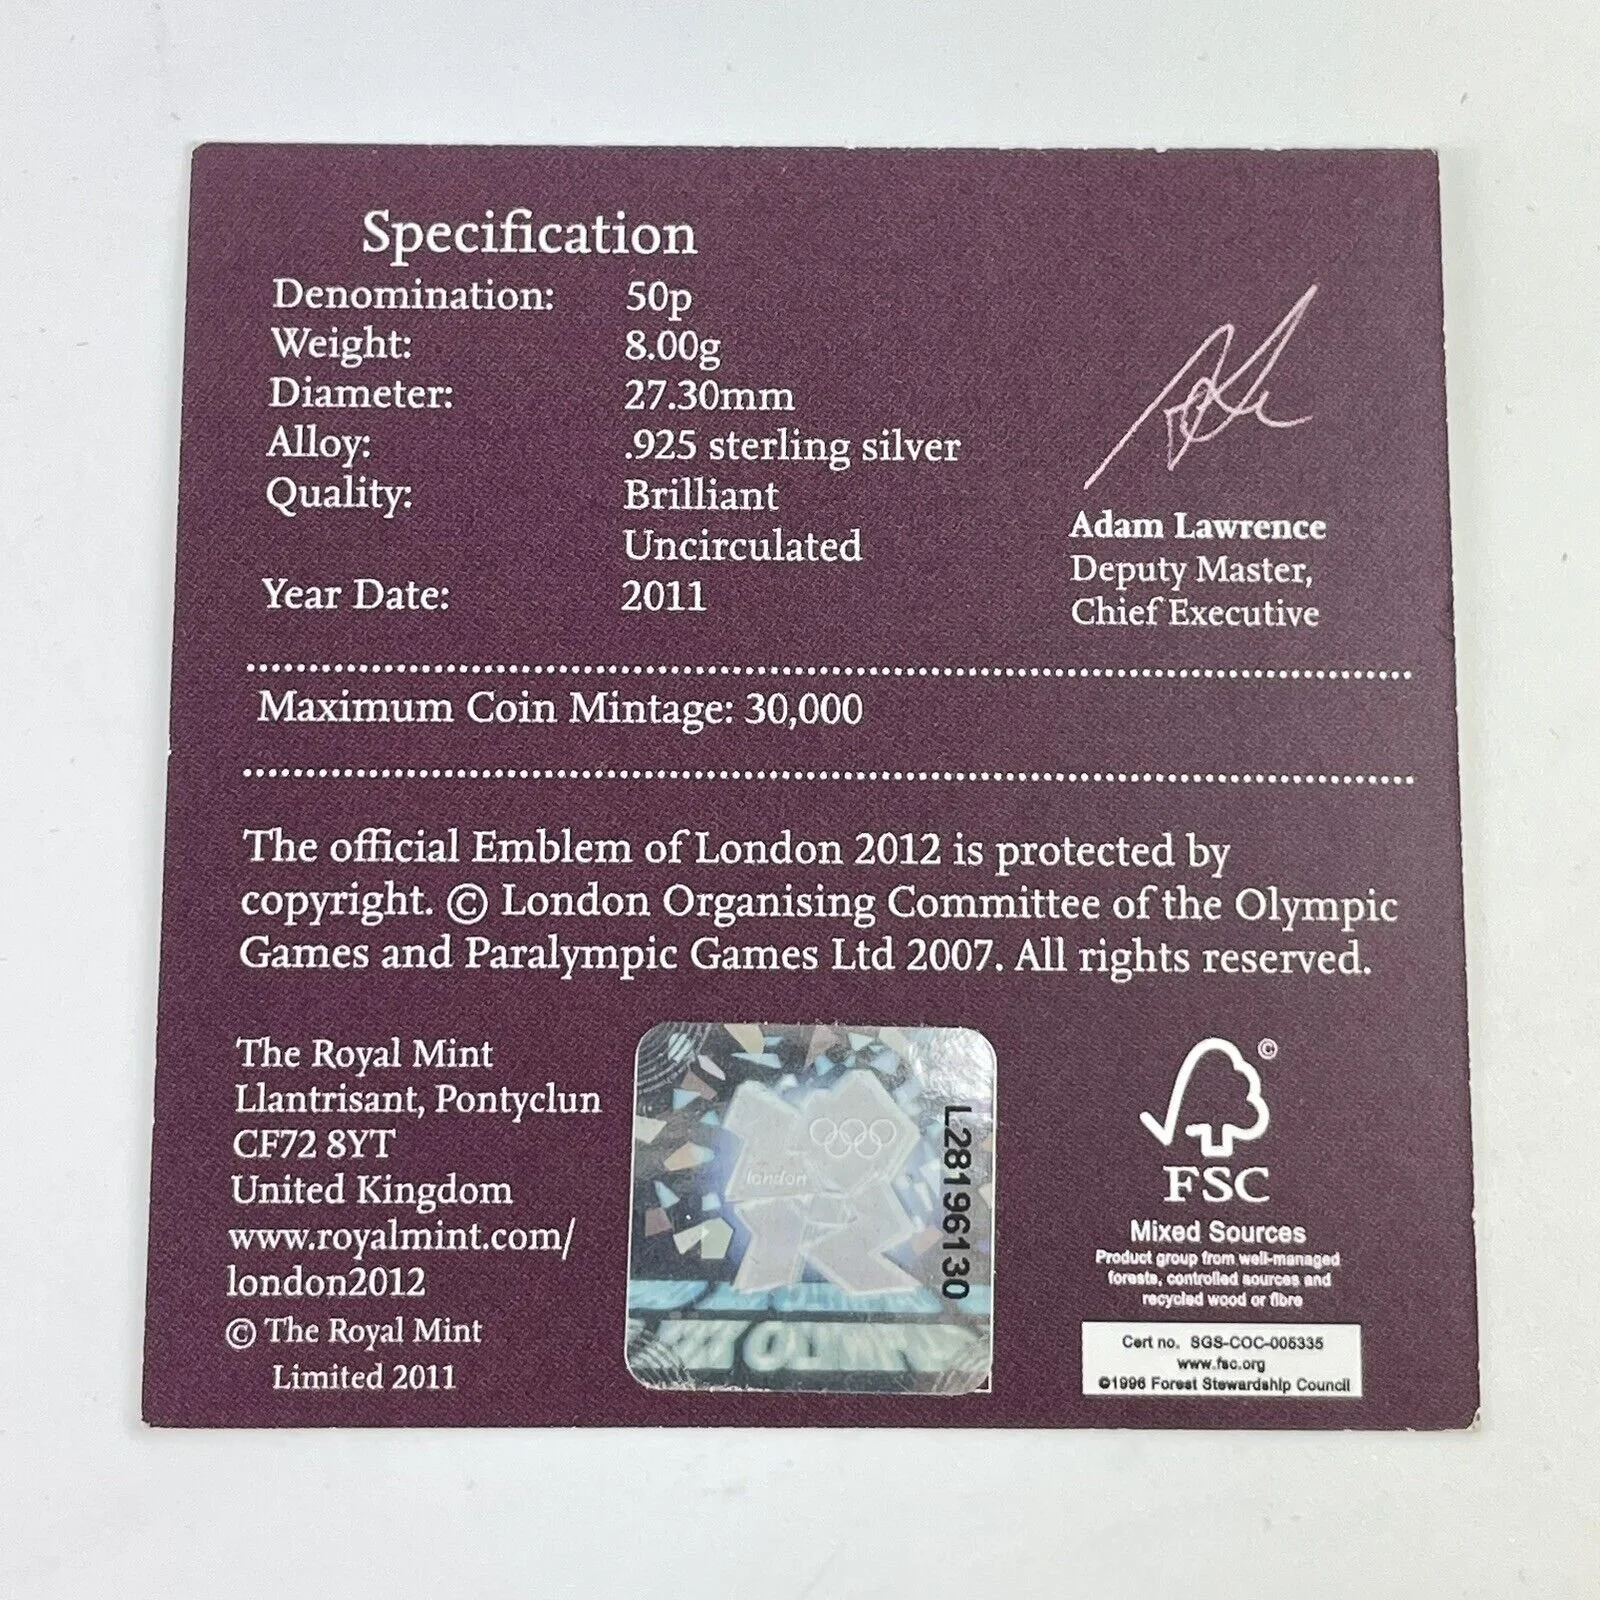 Specification
Denomination: 50p
Weight: 8.00g
Diameter: 27.30mm
Alloy: .925 sterling silver
Quality: Brilliant
Uncirculated
Year Date: 2011
Adam Lawrence
Deputy Master,
Chief Executive
Maximum Coin Mintage: 30,000
The official Emblem of London 2012 is protected by
copyright. © London Organising Committee of the Olympic
Games and Paralympic Games Ltd 2007. All rights reserved.
The Royal Mint
Llantrisant, Pontyclun
CF72 8YT
United Kingdom
www.royalmint.com/
london2012
© The Royal Mint
Limited 2011
london
L28196130
©
FSC
Mixed Sources
Product group from well-managed
forests, controlled sources and
recycled wood or fibre
Cert no. SGS-COC-005335
www.fsc.org
©1996 Forest Stewardship Council